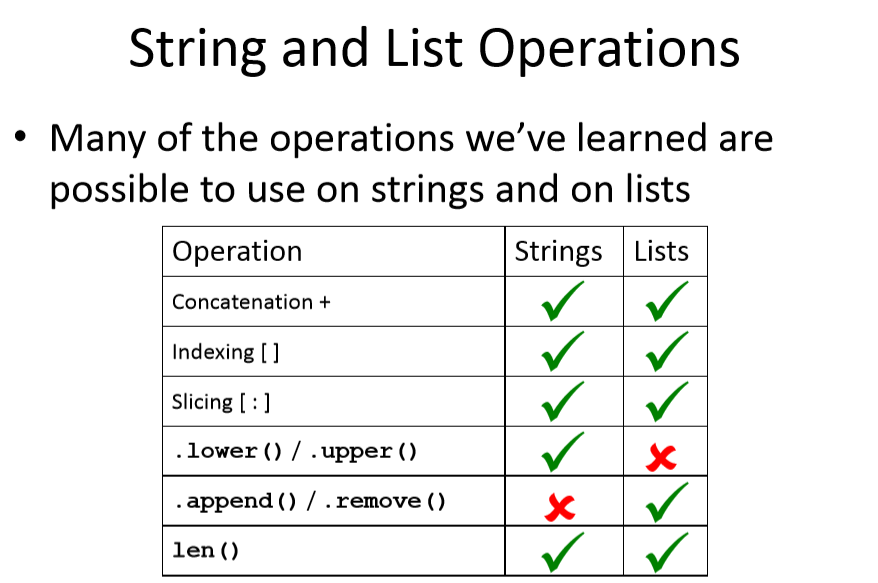 String and List Operations
• Many of the operations we’ve learned are
possible to use on strings and on lists
Operation Strings Lists
Concatenation + ✓ ✓
Indexing [ ] ✓ ✓
Slicing [ : ] ✓ ✓
.lower() / .upper() ✓ ✗
.append() / .remove() ✗ ✓
len() ✓ ✓